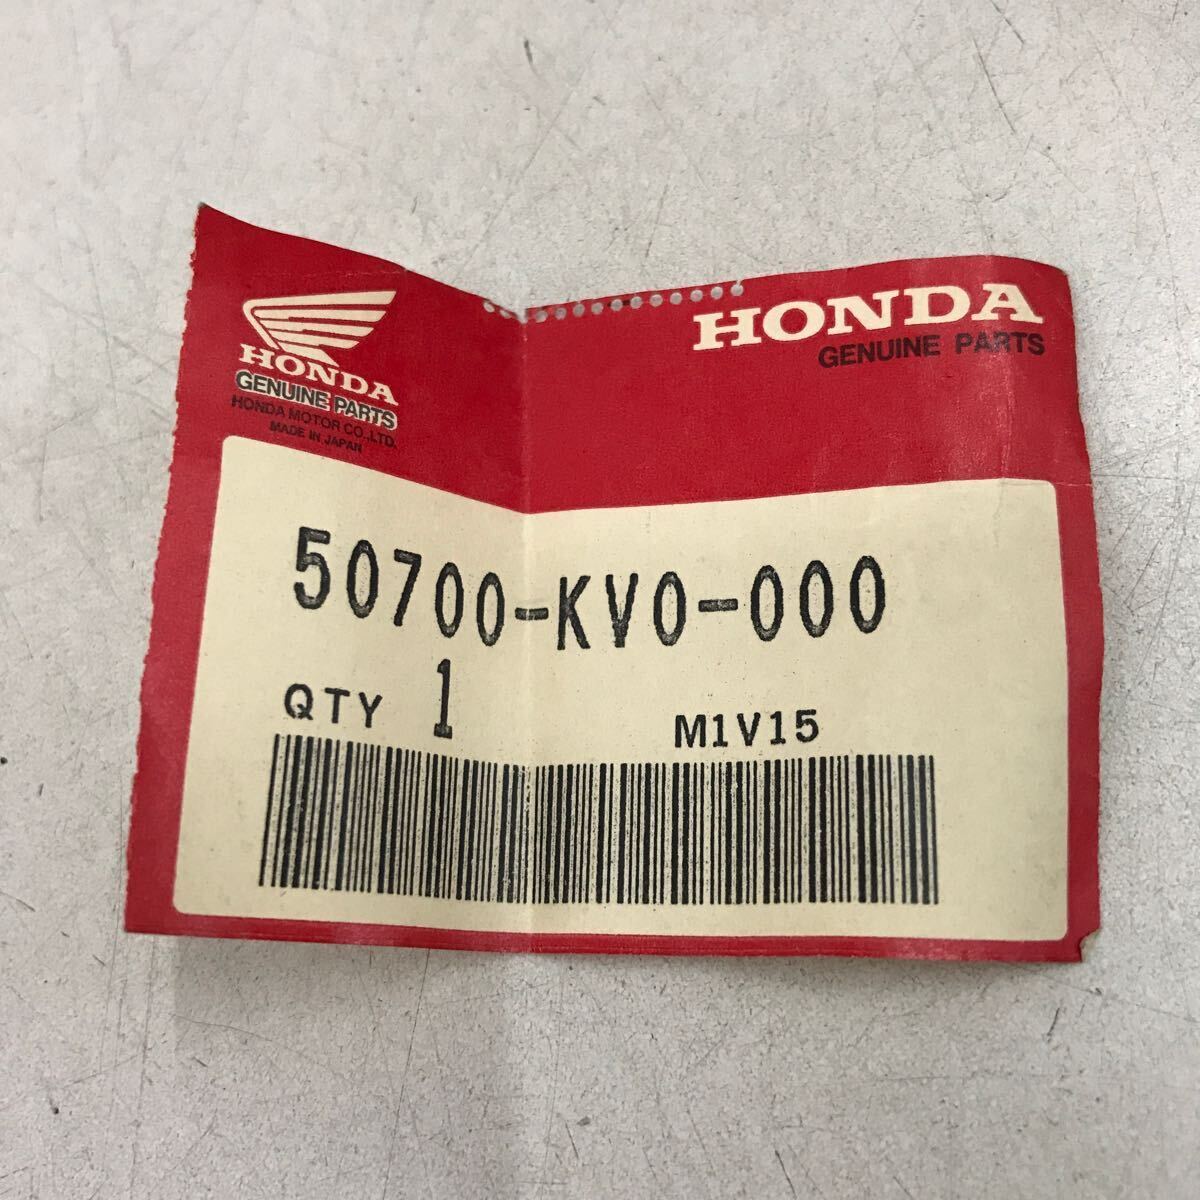 HONDA
GENUINE PARTS
HONDA MOTOR CO.,LTD.
MADE IN JAPAN
HONDA
GENUINE PARTS
50700-KV0-000
QTY 1
M1V15